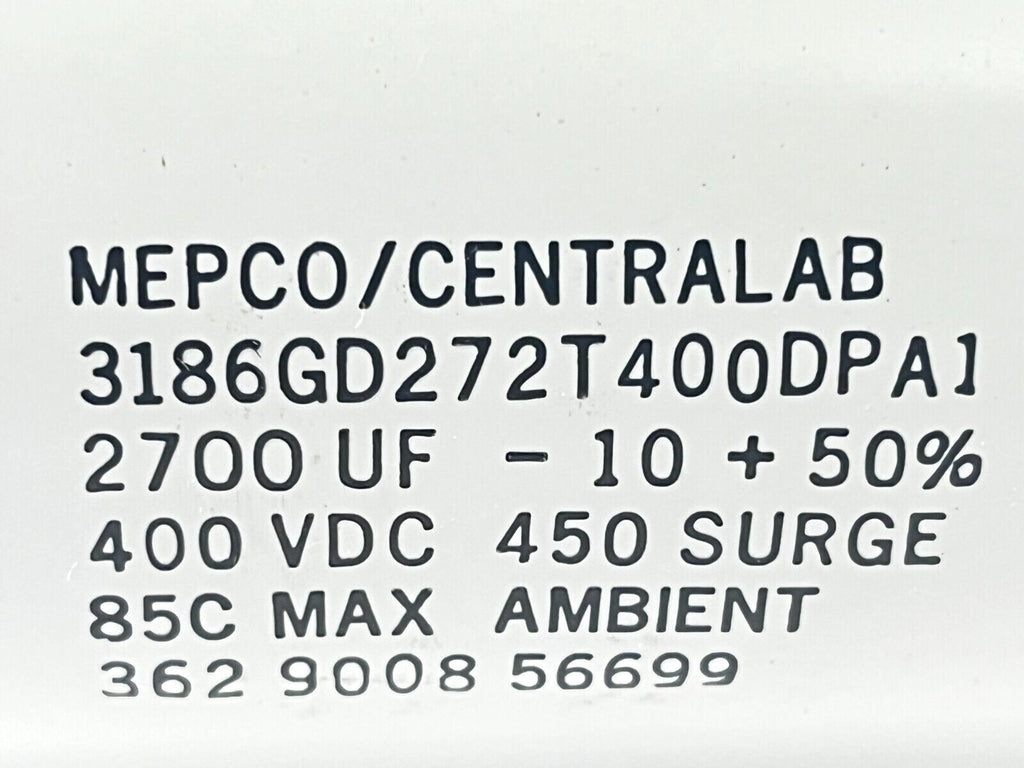 MEPCO/CENTRALAB
3186GD272T400DPA1
2700 UF - 10 + 50%
400 VDC 450 SURGE
85C MAX AMBIENT
362 9008 56699